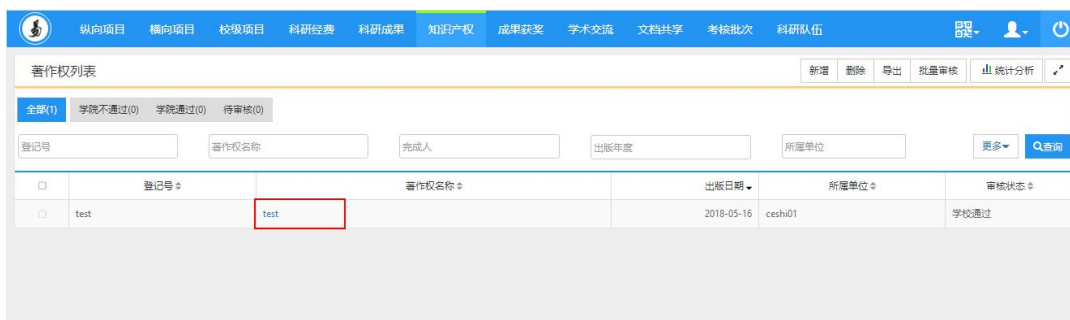 纵向项目 横向项目 校级项目 科研经费 科研成果 知识产权 成果获奖 学术交流 文档共享 考核批次 科研队伍
著作权列表 新增 删除 导出 批量审核 统计分析
全部(1) 学院不通过(0) 学院通过(0) 待审核(0)
登记号 著作权名称 完成人 出版年度 所属单位 更多 查询
登记号 著作权名称 出版日期 所属单位 审核状态
test test 2018-05-16 ceshi01 学校通过